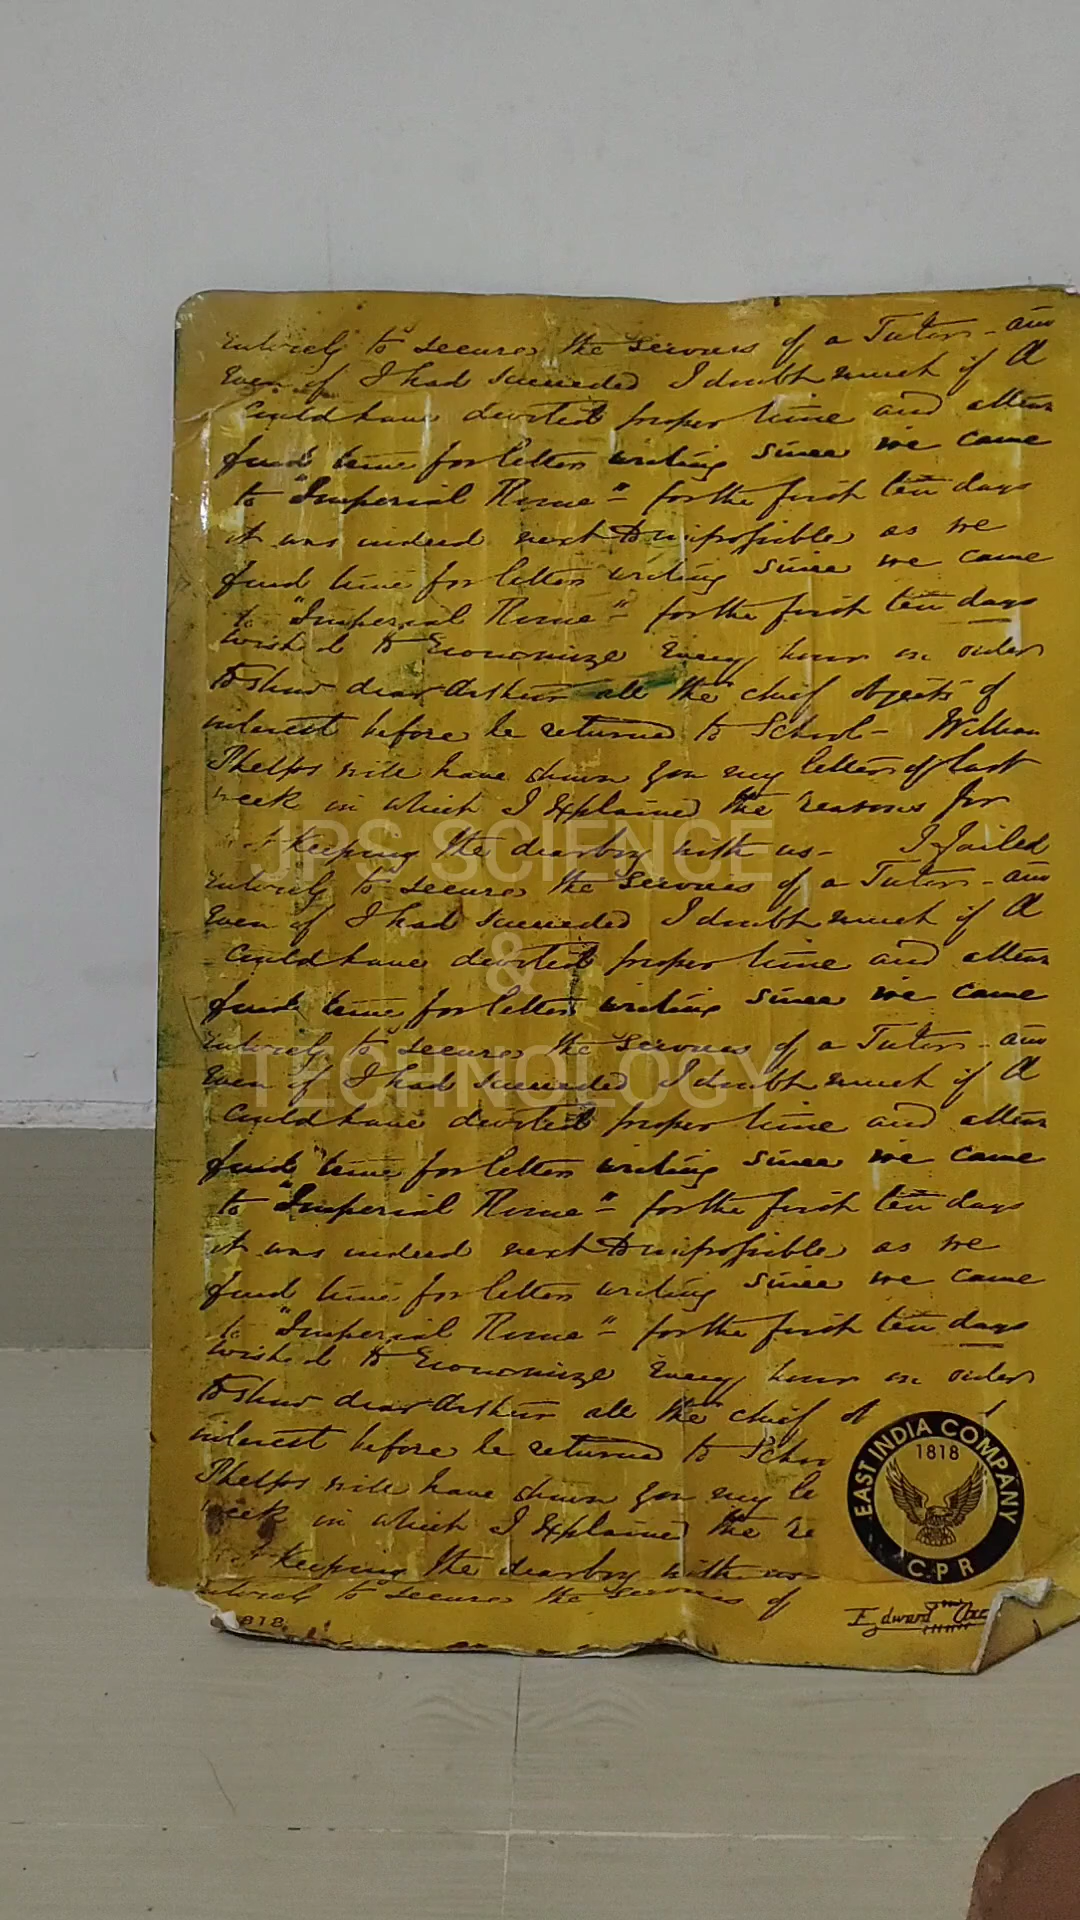 entirely to secure the services of a Tutor - and
Even if I had succeeded I doubt much if A
Could have devoted proper time and atten
find time for letter writing since we came
to "Imperial Rome" - for the first ten days
it was indeed next to impossible as we
find time for letter writing since we came
to "Imperial Rome" - for the first ten days
wished to Economize Every hour in order
to show dear Arthur all the chief objects of
interest before he returned to School - William
Phelps will have shown you my letter of last
week in which I Explained the reasons for
keeping the dear boy with us - I failed
JPS SCIENCE
entirely to secure the services of a Tutor - and
Even if I had succeeded I doubt much if A
&
Could have devoted proper time and atten
find time for letter writing since we came
entirely to secure the services of a Tutor - and
TECHNOLOGY
Even if I had succeeded I doubt much if A
Could have devoted proper time and atten
find time for letter writing since we came
to "Imperial Rome" - for the first ten days
it was indeed next to impossible as we
find time for letter writing since we came
to "Imperial Rome" - for the first ten days
wished to Economize Every hour in order
to show dear Arthur all the chief
interest before he returned to Schoo
Phelps will have shown you my le
week in which I Explained the re
keeping the dear boy with
entirely to secure the services of
EAST INDIA COMPANY
1818
C.P R
Edward
818